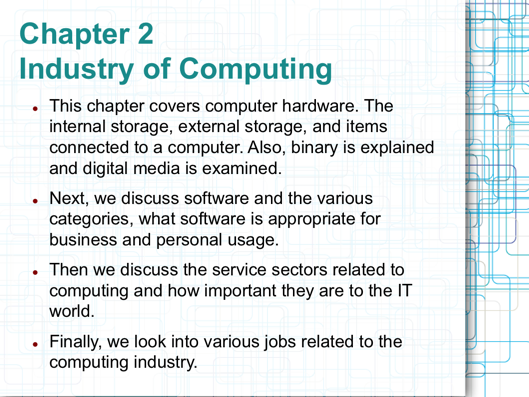 Chapter 2
Industry of Computing
This chapter covers computer hardware. The
internal storage, external storage, and items
connected to a computer. Also, binary is explained
and digital media is examined.
Next, we discuss software and the various
categories, what software is appropriate for
business and personal usage.
Then we discuss the service sectors related to
computing and how important they are to the IT
world.
Finally, we look into various jobs related to the
computing industry.